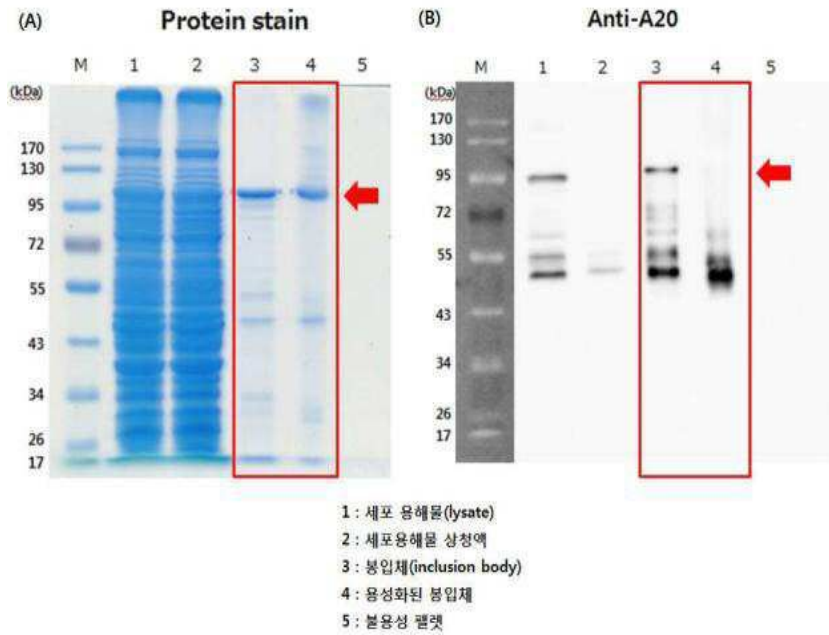 (A) Protein stain
M 1 2 3 4 5
(kDa)
170
130
95
72
55
43
34
26
17
(B) Anti-A20
M 1 2 3 4 5
(kDa)
170
130
95
72
55
43
34
26
17
1 : 세포 용해물(lysate)
2 : 세포용해물 상청액
3 : 봉입체(inclusion body)
4 : 용성화된 봉입체
5 : 불용성 팰렛